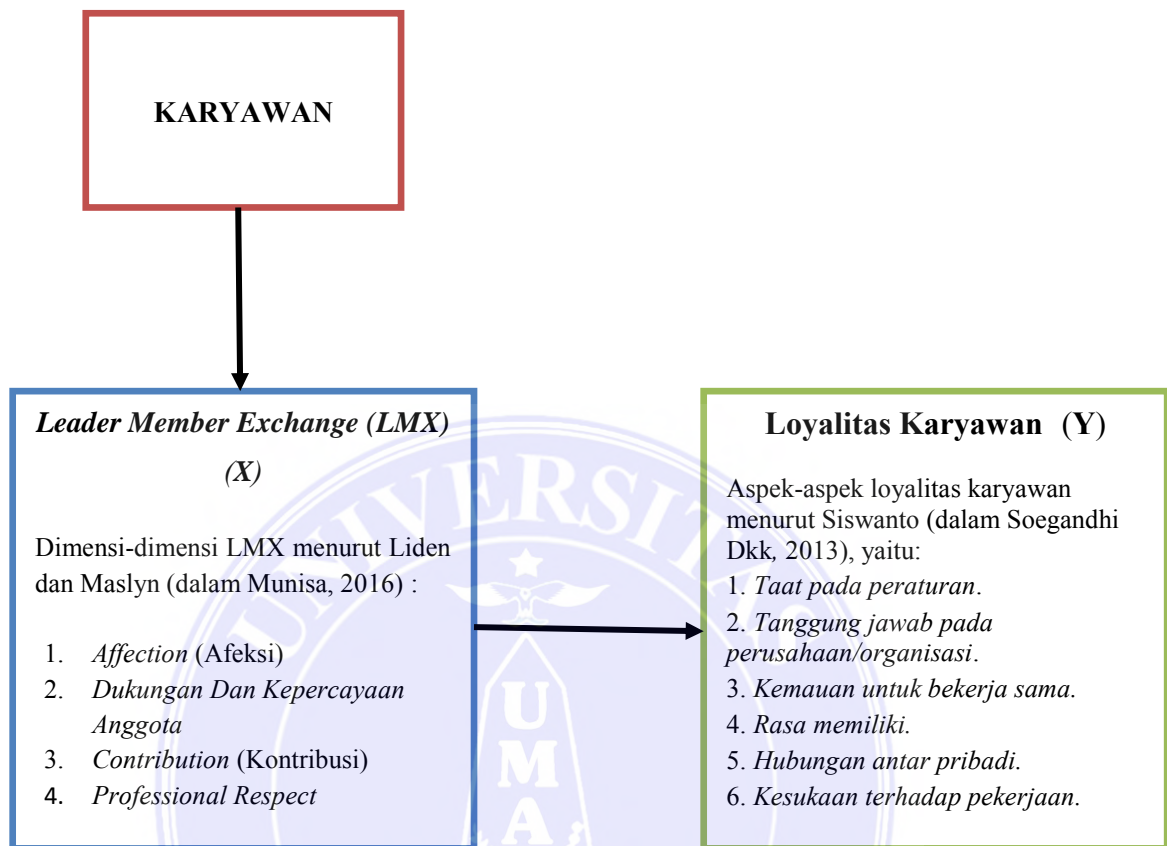 KARYAWAN
Leader Member Exchange (LMX)
(X)
Dimensi-dimensi LMX menurut Liden
dan Maslyn (dalam Munisa, 2016) :
1. Affection (Afeksi)
2. Dukungan Dan Kepercayaan
Anggota
3. Contribution (Kontribusi)
4. Professional Respect
Loyalitas Karyawan (Y)
Aspek-aspek loyalitas karyawan
menurut Siswanto (dalam Soegandhi
Dkk, 2013), yaitu:
1. Taat pada peraturan.
2. Tanggung jawab pada
perusahaan/organisasi.
3. Kemauan untuk bekerja sama.
4. Rasa memiliki.
5. Hubungan antar pribadi.
6. Kesukaan terhadap pekerjaan.
UNIVERSITAS
UMA